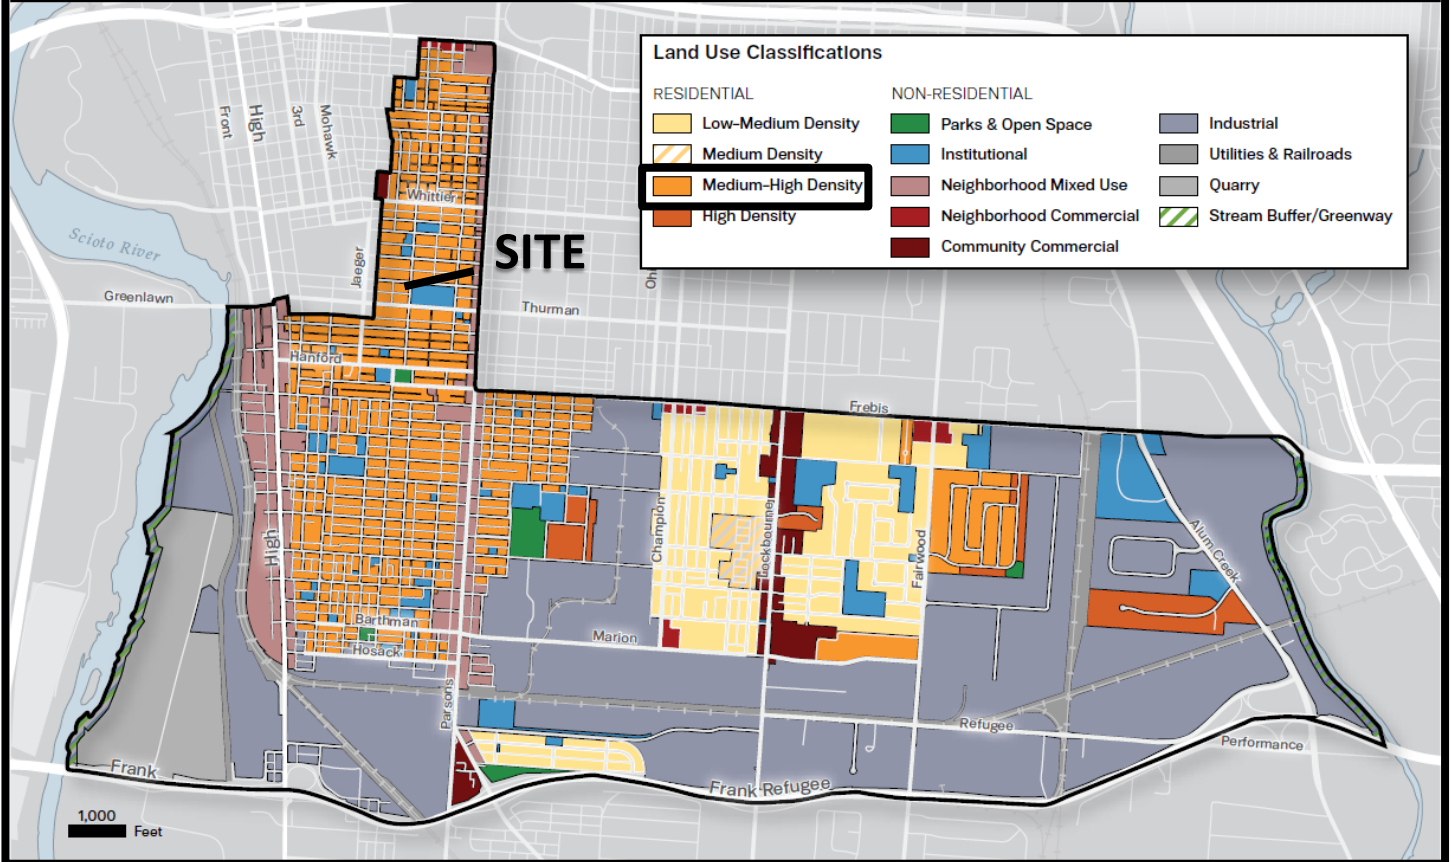 Land Use Classifications
RESIDENTIAL
Low-Medium Density
Medium Density
Medium-High Density
High Density
NON-RESIDENTIAL
Parks & Open Space
Institutional
Neighborhood Mixed Use
Neighborhood Commercial
Community Commercial
Industrial
Utilities & Railroads
Quarry
Stream Buffer/Greenway
Front
High
3rd
Mohawk
Whittier
SITE
Scioto River
Jaeger
Greenlawn
Thurman
Hanford
Frebis
High
Champion
Lockbourne
Fairwood
Alum Creek
Barthman
Marion
Hosack
Parsons
Refugee
Performance
Frank
Frank Refugee
1,000
Feet